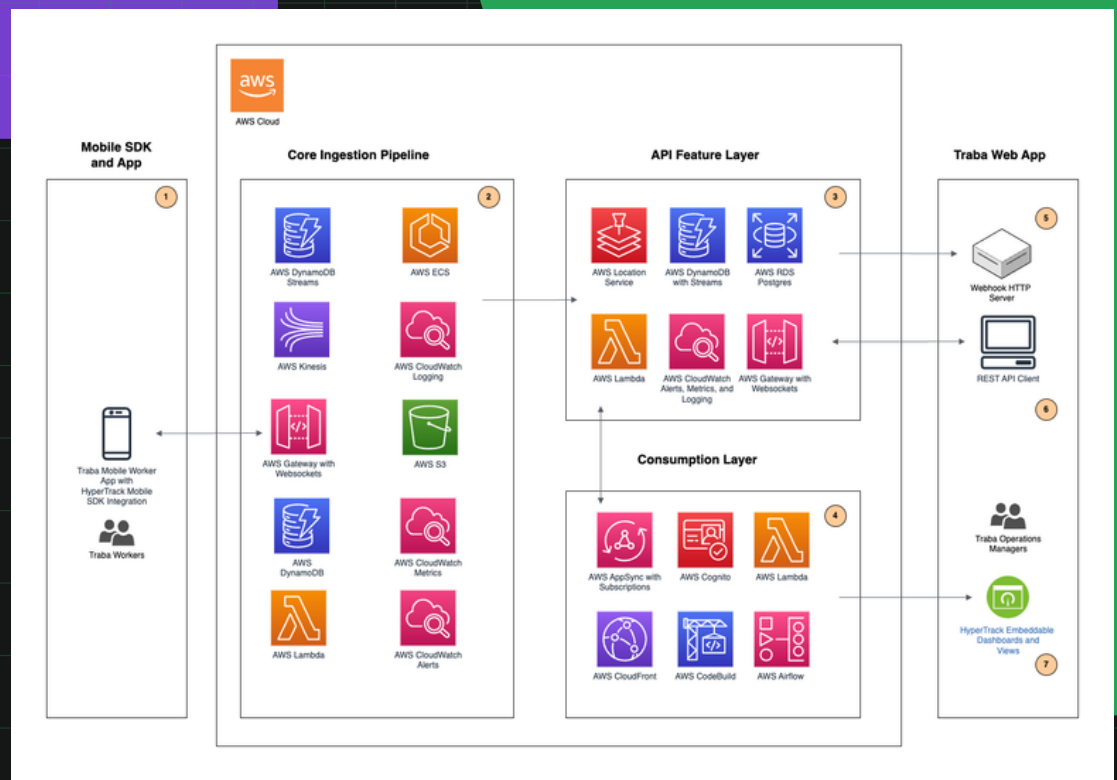 aws
AWS Cloud
Mobile SDK
and App
Core Ingestion Pipeline
API Feature Layer
Traba Web App
1
2
3
5
AWS DynamoDB
Streams
AWS ECS
AWS Location
Service
AWS DynamoDB
with Streams
AWS RDS
Postgres
Webhook HTTP
Server
AWS Kinesis
AWS CloudWatch
Logging
AWS Lambda
AWS CloudWatch
Alerts, Metrics, and
Logging
AWS Gateway with
Websockets
REST API Client
6
Traba Mobile Worker
App with
HyperTrack Mobile
SDK Integration
Traba Workers
AWS Gateway with
Websockets
AWS S3
Consumption Layer
4
AWS
DynamoDB
AWS CloudWatch
Metrics
AWS AppSync with
Subscriptions
AWS Cognito
AWS Lambda
Traba Operations
Managers
AWS Lambda
AWS CloudWatch
Alerts
AWS CloudFront
AWS CodeBuild
AWS Airflow
HyperTrack Embeddable
Dashboards and
Views
7